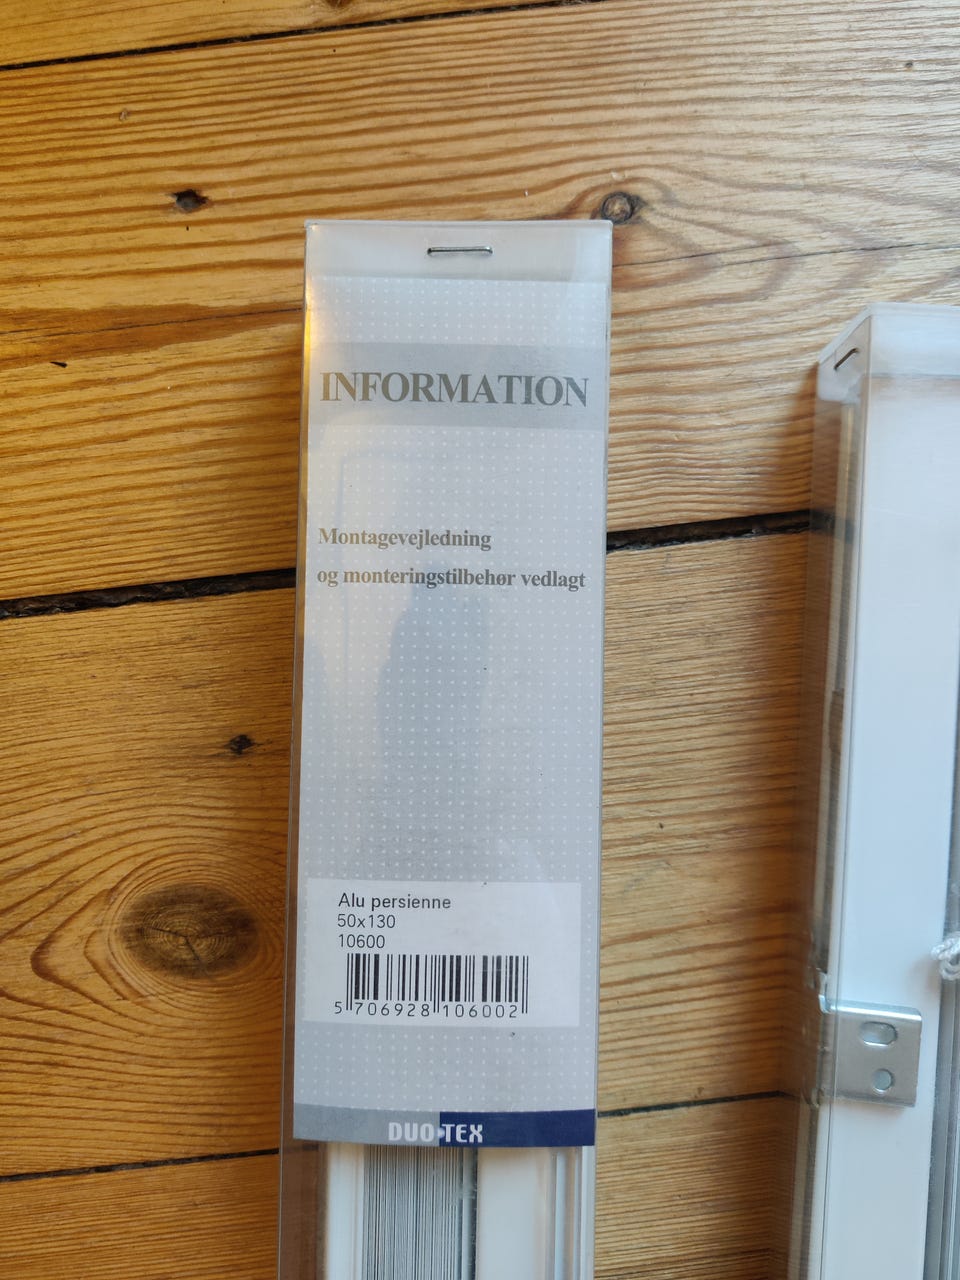 INFORMATION
Montagevejledning
og monteringstilbehør vedlagt
Alu persienne
50x130
10600
5 706928 106002
DUO TEX